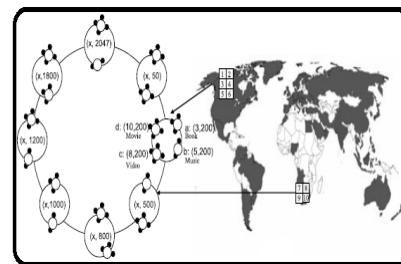 (x, 2047)
(x,1800)
(x, 50)
1 2
3 4
5 6
d: (10,200)
Movie
a: (3,200)
Book
(x, 1200)
c: (8,200)
Video
b: (5,200)
Music
(x,1000)
(x, 500)
7 8
9 10
(x, 800)